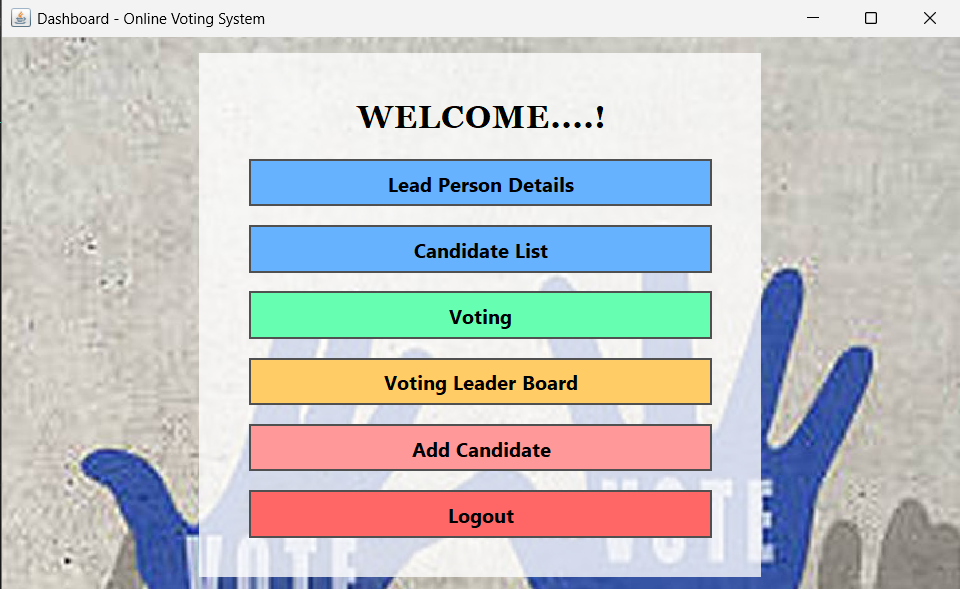 Dashboard - Online Voting System
WELCOME....!
Lead Person Details
Candidate List
Voting
Voting Leader Board
Add Candidate
Logout
VOTE
VOTE